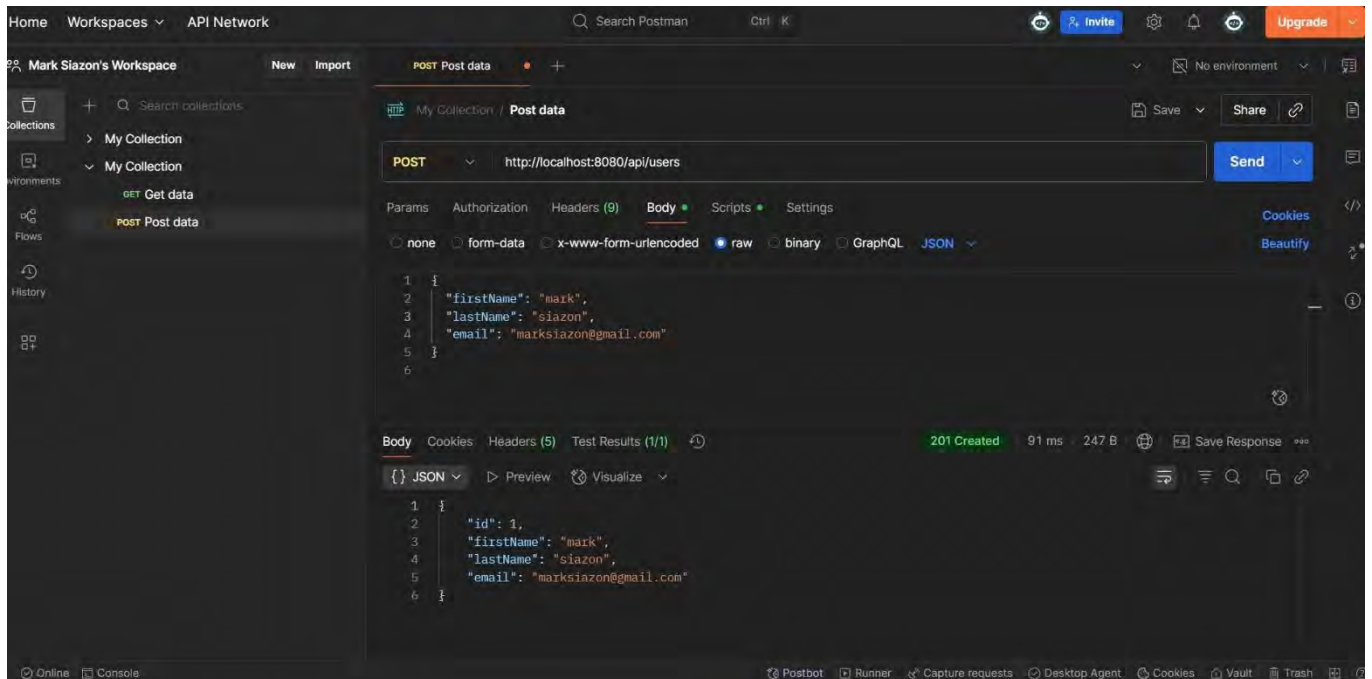 Home Workspaces API Network Search Postman Ctrl K Invite Upgrade
Mark Siazon's Workspace New Import POST Post data No environment
Collections Search collections My Collection / Post data Save Share
My Collection
My Collection
POST http://localhost:8080/api/users Send
GET Get data
POST Post data
Params Authorization Headers (9) Body Scripts Settings Cookies
Flows
none form-data x-www-form-urlencoded raw binary GraphQL JSON Beautify
History
1 {
2 "firstName": "mark",
3 "lastName": "siazon",
4 "email": "marksiazon@gmail.com"
5 }
6
Body Cookies Headers (5) Test Results (1/1) 201 Created 91 ms 247 B Save Response
{} JSON Preview Visualize
1 {
2 "id": 1,
3 "firstName": "mark",
4 "lastName": "siazon",
5 "email": "marksiazon@gmail.com"
6 }
Online Console Postbot Runner Capture requests Desktop Agent Cookies Vault Trash